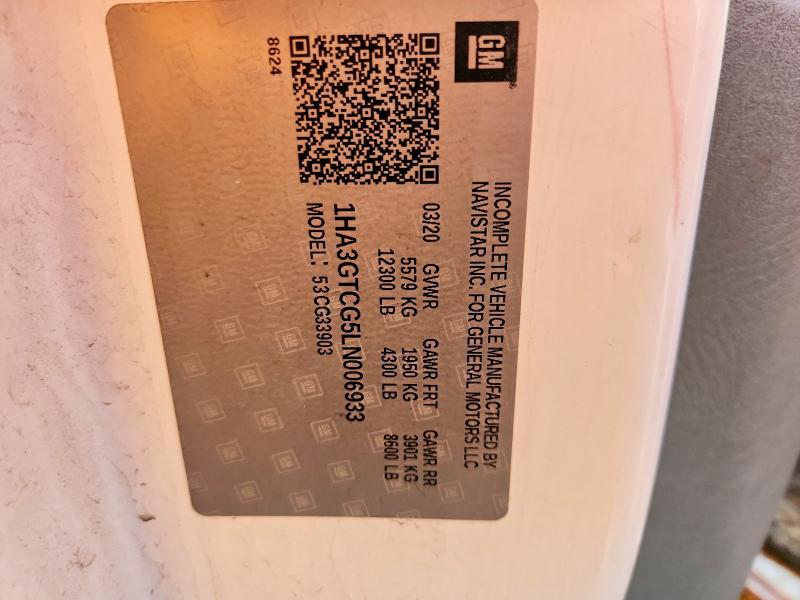 GM
INCOMPLETE VEHICLE MANUFACTURED BY
NAVISTAR INC. FOR GENERAL MOTORS LLC
03/20 GVWR GAWR FRT GAWR RR
5579 KG 1950 KG 3901 KG
12300 LB 4300 LB 8600 LB
1HA3GTCG5LN006933
MODEL: 53CG33903
8624